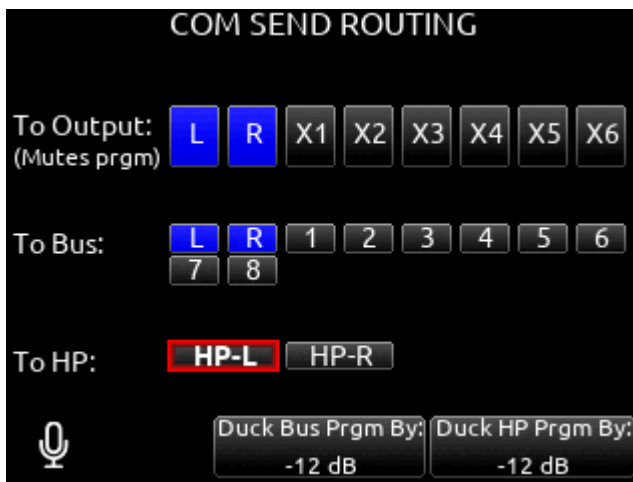 COM SEND ROUTING
To Output: L R X1 X2 X3 X4 X5 X6
(Mutes prgm)
To Bus: L R 1 2 3 4 5 6
7 8
To HP: HP-L HP-R
Duck Bus Prgm By: Duck HP Prgm By:
-12 dB -12 dB